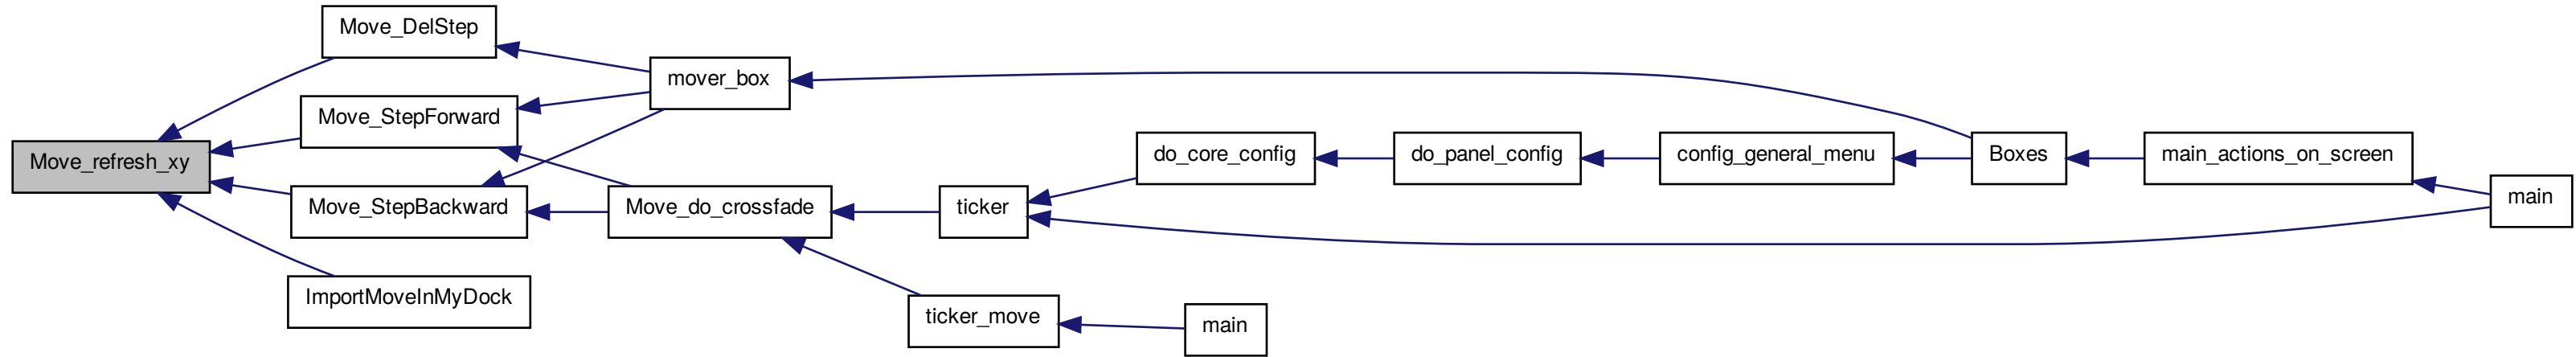 Move_DelStep
mover_box
Move_StepForward
Move_refresh_xy
do_core_config
do_panel_config
config_general_menu
Boxes
main_actions_on_screen
main
Move_StepBackward
Move_do_crossfade
ticker
ImportMoveInMyDock
ticker_move
main